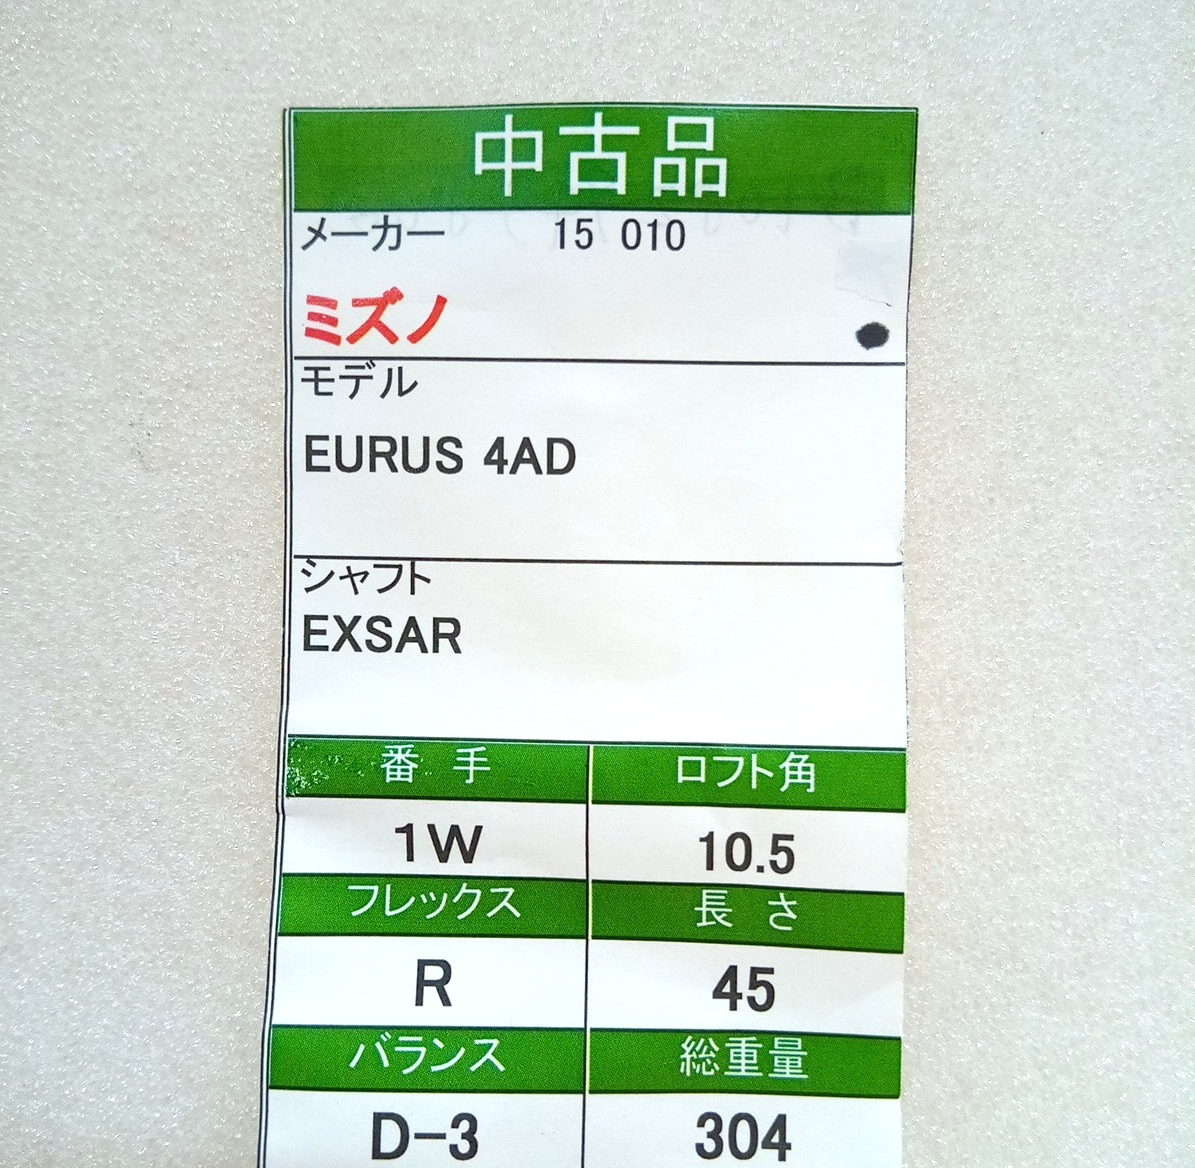 中古品
メーカー 15 010
ミズノ
モデル
EURUS 4AD
シャフト
EXSAR
番 手 ロフト角
1W 10.5
フレックス 長 さ
R 45
バランス 総重量
D-3 304